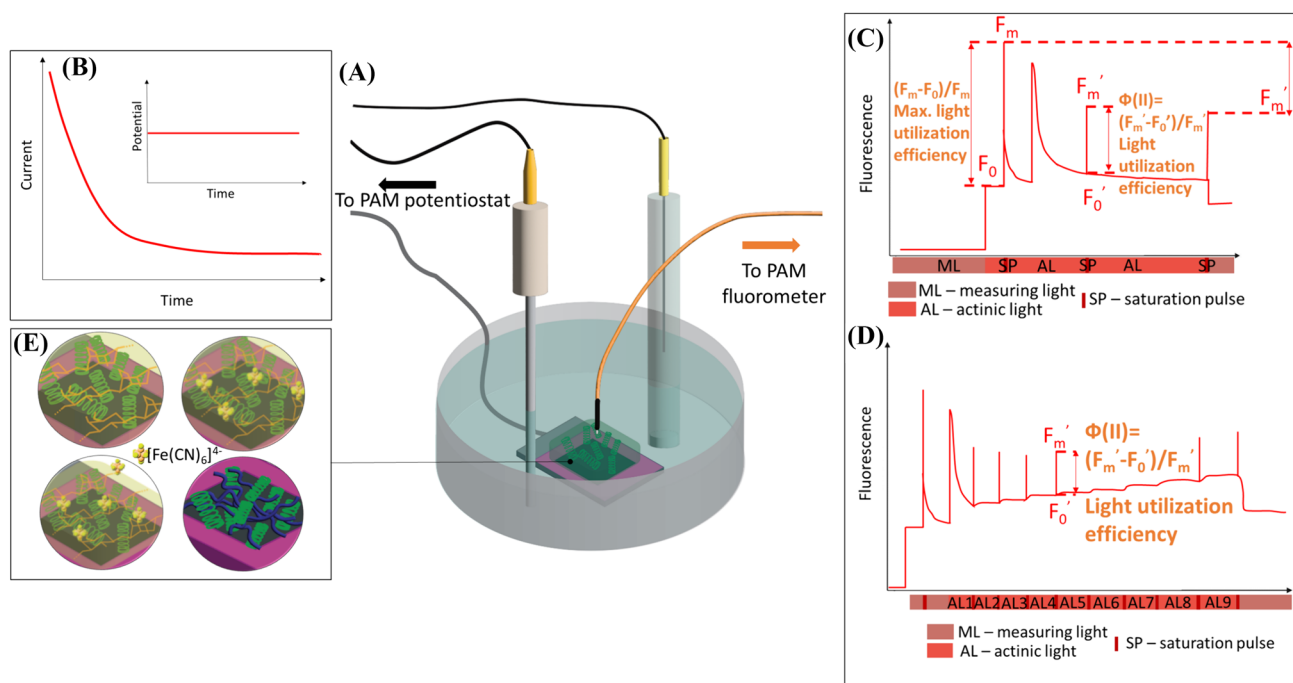 (A)
To PAM potentiostat
To PAM
fluorometer
(B)
Current
Time
Potential
Time
(C)
Fluorescence
Fm
(Fm-F0)/Fm
Max. light
utilization
efficiency
F0
Fm′
Φ(II)=
(Fm′-F0′)/Fm′
Light
utilization
efficiency
F0′
Fm′
ML SP AL SP AL SP
ML – measuring light
AL – actinic light
SP – saturation pulse
(D)
Fluorescence
Fm′
Φ(II)=
(Fm′-F0′)/Fm′
F0′
Light utilization
efficiency
AL1 AL2 AL3 AL4 AL5 AL6 AL7 AL8 AL9
ML – measuring light
AL – actinic light
SP – saturation pulse
(E)
[Fe(CN)6]4-